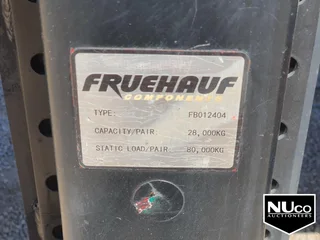 FRUEHAUF
COMPONENTS
TYPE: FB012404
CAPACITY/PAIR 28,000KG
STATIC LOAD/PAIR 80,000KG
NUco
AUCTIONEERS